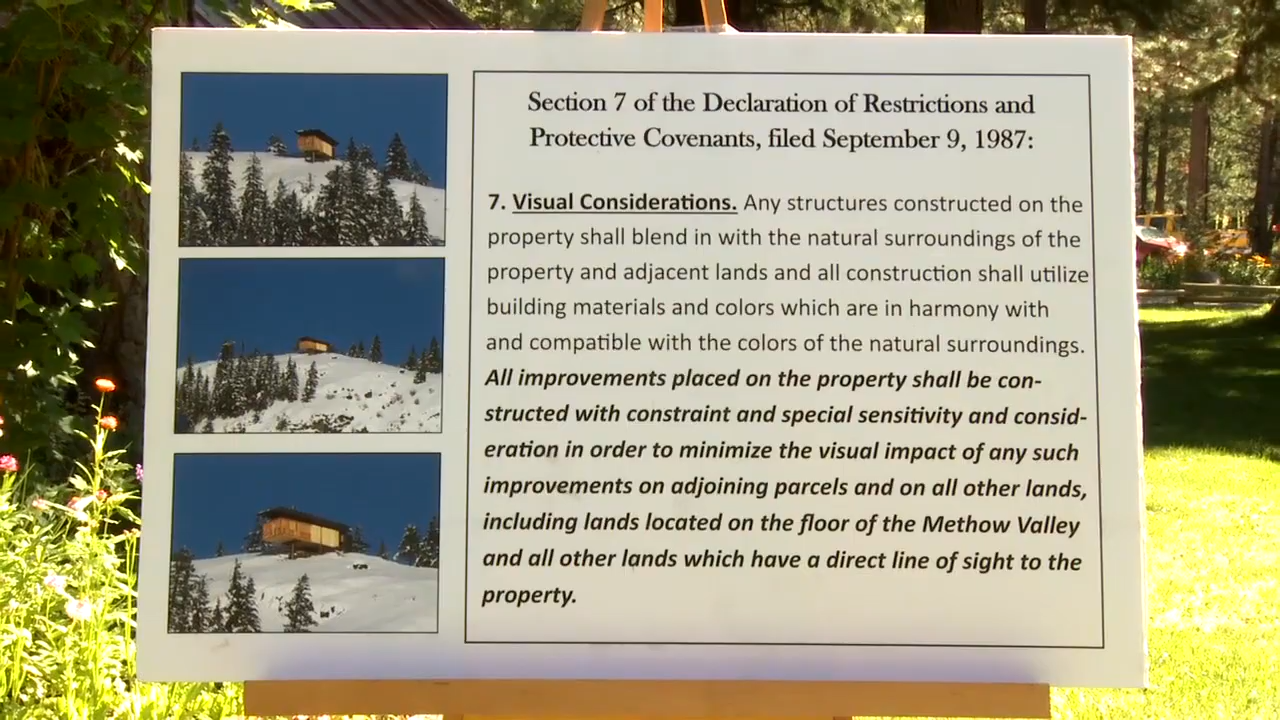 Section 7 of the Declaration of Restrictions and
Protective Covenants, filed September 9, 1987:
7. Visual Considerations. Any structures constructed on the
property shall blend in with the natural surroundings of the
property and adjacent lands and all construction shall utilize
building materials and colors which are in harmony with
and compatible with the colors of the natural surroundings.
All improvements placed on the property shall be con-
structed with constraint and special sensitivity and consid-
eration in order to minimize the visual impact of any such
improvements on adjoining parcels and on all other lands,
including lands located on the floor of the Methow Valley
and all other lands which have a direct line of sight to the
property.